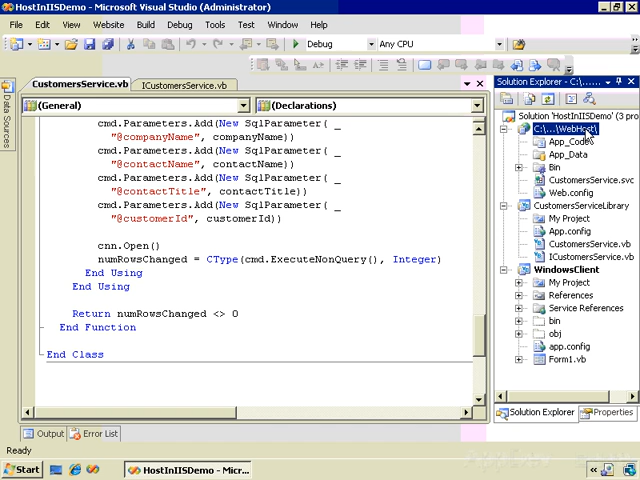 HostInIISDemo - Microsoft Visual Studio (Administrator)
File Edit View Website Build Debug Data Tools Test Window Help
Debug Any CPU
CustomersService.vb ICustomersService.vb
(General) (Declarations)
Data Sources
cmd.Parameters.Add(New SqlParameter( _
"@companyName", companyName))
cmd.Parameters.Add(New SqlParameter( _
"@contactName", contactName))
cmd.Parameters.Add(New SqlParameter( _
"@contactTitle", contactTitle))
cmd.Parameters.Add(New SqlParameter( _
"@customerId", customerId))
cnn.Open()
numRowsChanged = CType(cmd.ExecuteNonQuery(), Integer)
End Using
End Using
Return numRowsChanged <> 0
End Function
End Class
Solution Explorer - C:\...
Solution 'HostInIISDemo' (3 pro
C:\...\WebHost\
App_Code
App_Data
Bin
CustomersService.svc
Web.config
CustomersServiceLibrary
My Project
App.config
CustomersService.vb
ICustomersService.vb
WindowsClient
My Project
References
Service References
bin
obj
app.config
Form1.vb
Solution Explorer Properties
Output Error List
Ready
Start HostInIISDemo - Micr...